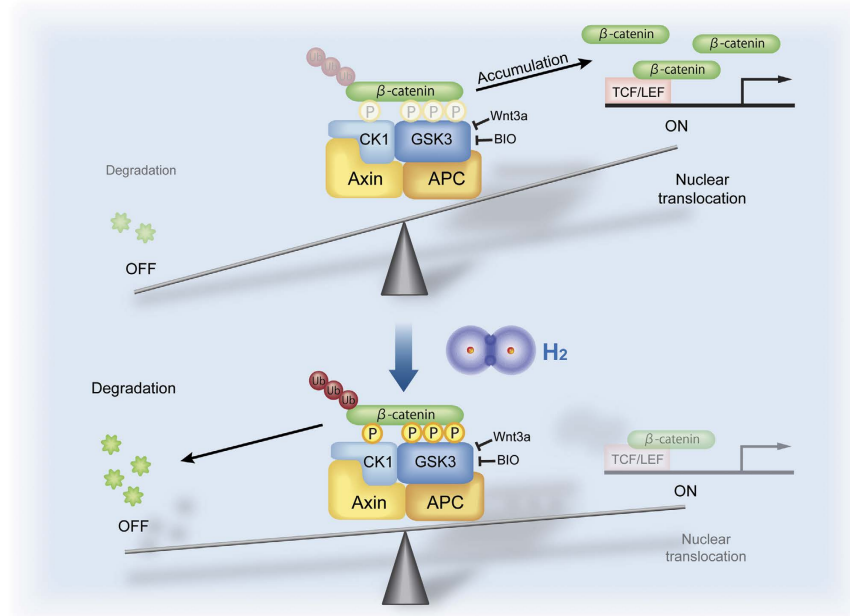 β-catenin
β-catenin
Accumulation
Ub
Ub
Ub
β-catenin
β-catenin
TCF/LEF
P
P
P
P
Wnt3a
CK1
GSK3
BIO
ON
Degradation
Axin
APC
Nuclear
translocation
OFF
H2
Degradation
Ub
Ub
Ub
β-catenin
P
P
P
P
Wnt3a
β-catenin
TCF/LEF
CK1
GSK3
BIO
ON
Axin
APC
OFF
Nuclear
translocation